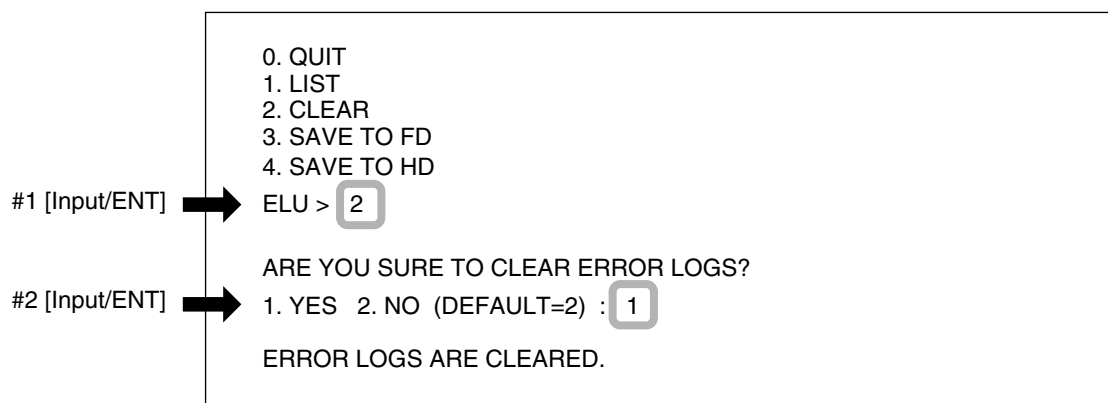 0. QUIT
1. LIST
2. CLEAR
3. SAVE TO FD
4. SAVE TO HD
#1 [Input/ENT] ELU > 2
ARE YOU SURE TO CLEAR ERROR LOGS?
#2 [Input/ENT] 1. YES 2. NO (DEFAULT=2) : 1
ERROR LOGS ARE CLEARED.